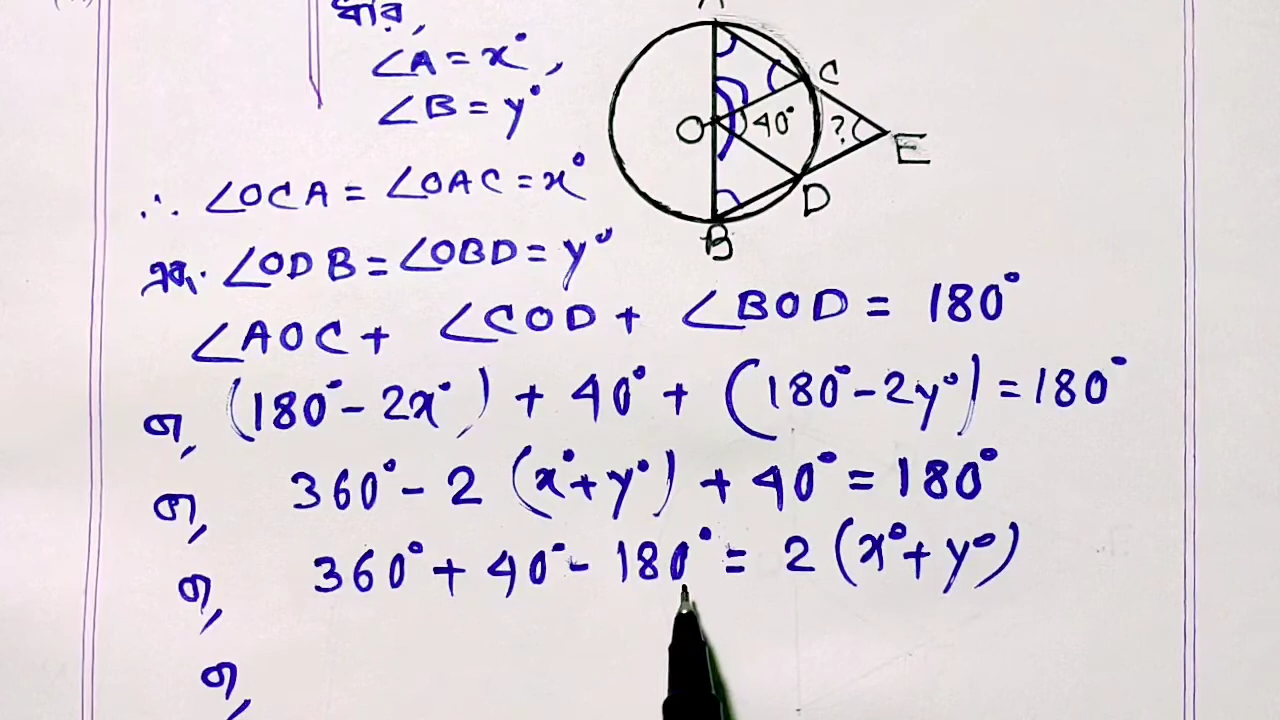 ধরি,
∠A = x°,
∠B = y°
A
C
O
40°
?
E
D
B
∴ ∠OCA = ∠OAC = x°
এবং ∠ODB = ∠OBD = y°
∠AOC + ∠COD + ∠BOD = 180°
বা, (180° - 2x°) + 40° + (180° - 2y°) = 180°
বা, 360° - 2 (x° + y°) + 40° = 180°
বা, 360° + 40° - 180° = 2 (x° + y°)
বা,